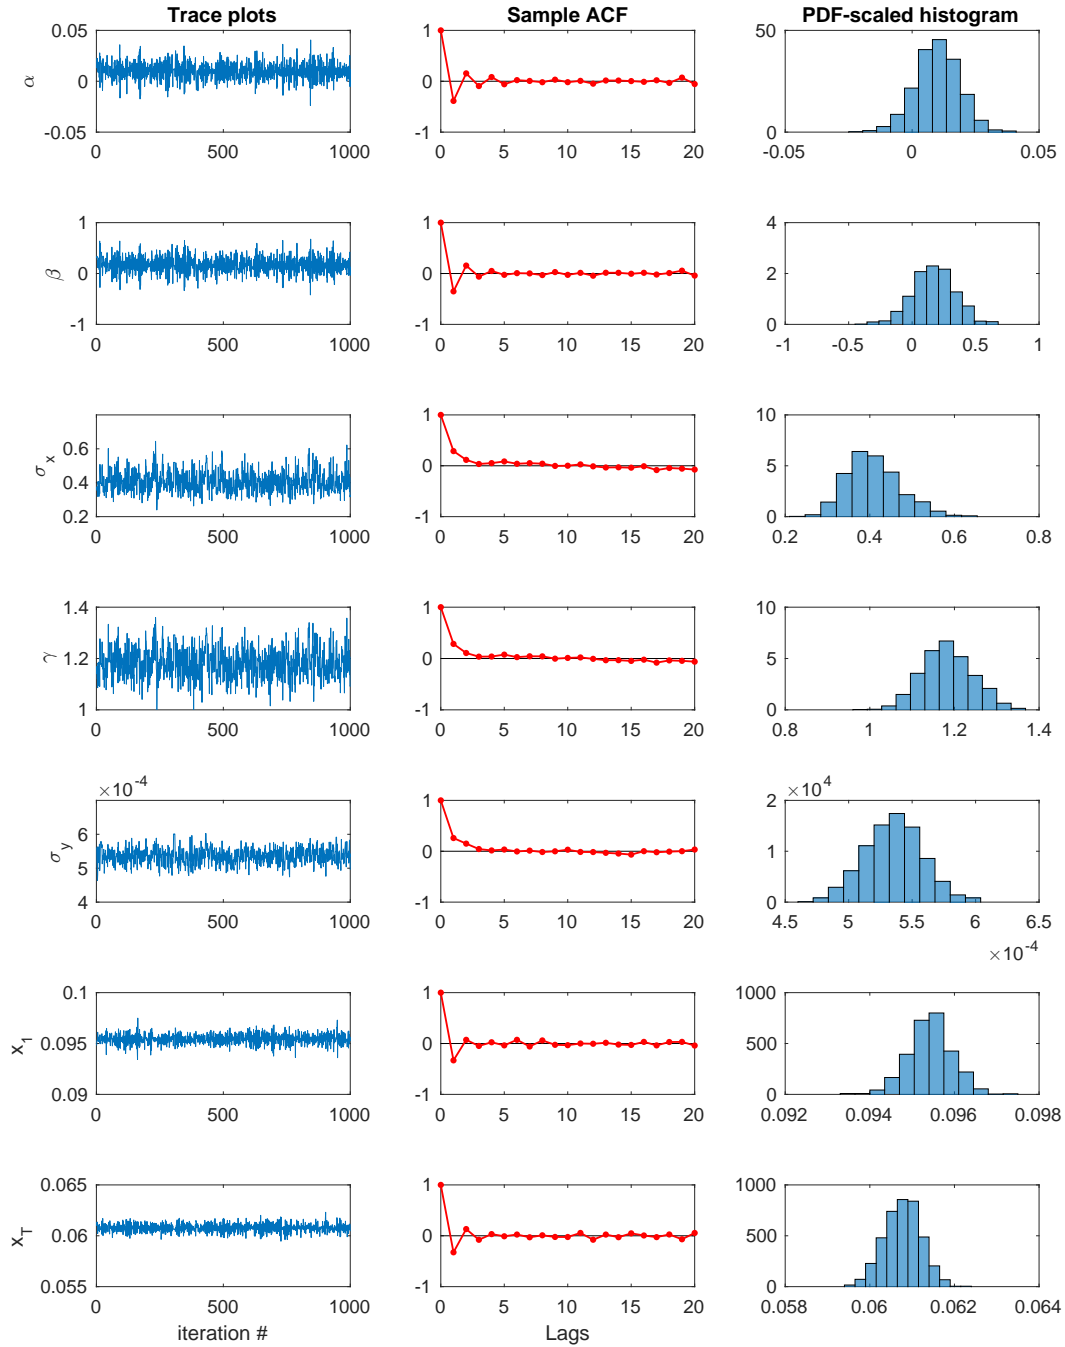 Trace plots Sample ACF PDF-scaled histogram
0.05 1 50
α 0 0
-0.05 -1 0
0 500 1000 0 5 10 15 20 -0.05 0 0.05
1 1 4
β 0 0 2
-1 -1 0
0 500 1000 0 5 10 15 20 -1 -0.5 0 0.5 1
1 10
σx 0.6 0.4 0 5
0.2 -1 0
0 500 1000 0 5 10 15 20 0.2 0.4 0.6 0.8
1.4 1 10
γ 1.2 0 5
1 -1 0
0 500 1000 0 5 10 15 20 0.8 1 1.2 1.4
×10-4 ×104
1 2
σy 6 5 0 1
4 -1 0
0 500 1000 0 5 10 15 20 4.5 5 5.5 6 6.5
×10-4
0.1 1 1000
x1 0.095 0 500
0.09 -1 0
0 500 1000 0 5 10 15 20 0.092 0.094 0.096 0.098
0.065 1 1000
xT 0.06 0 500
0.055 -1 0
0 500 1000 0 5 10 15 20 0.058 0.06 0.062 0.064
iteration # Lags